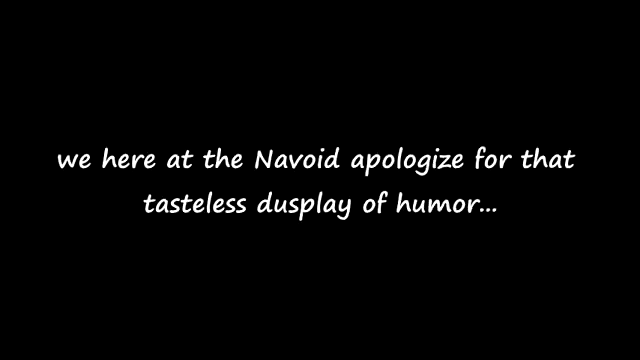 we here at the Navoid apologize for that
tasteless dusplay of humor...